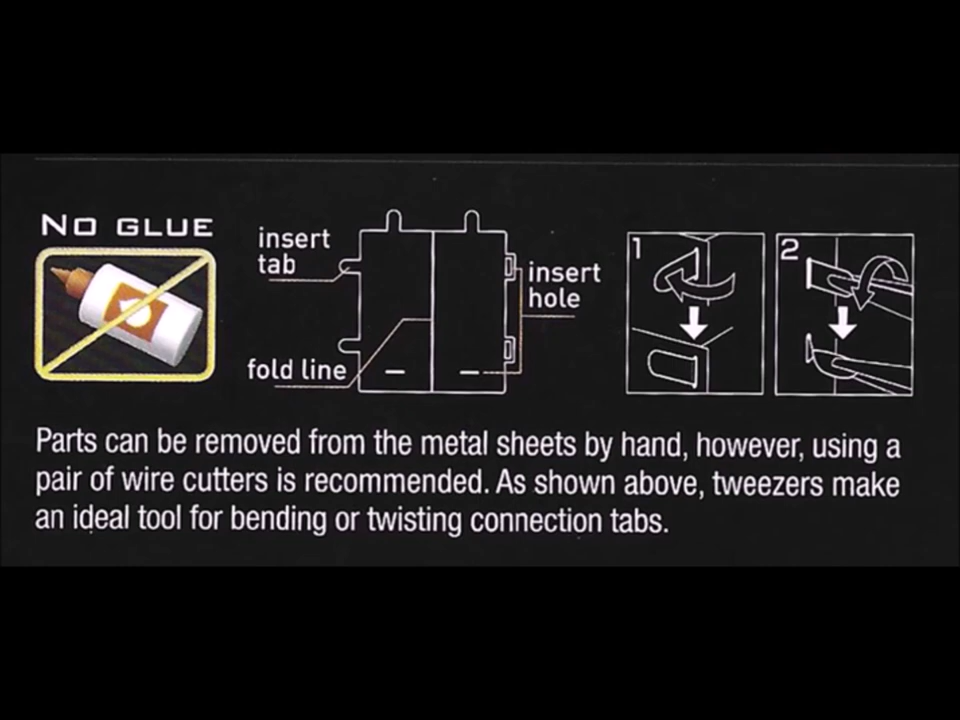 NO GLUE
insert
tab
insert
hole
fold line
1
2
Parts can be removed from the metal sheets by hand, however, using a
pair of wire cutters is recommended. As shown above, tweezers make
an ideal tool for bending or twisting connection tabs.